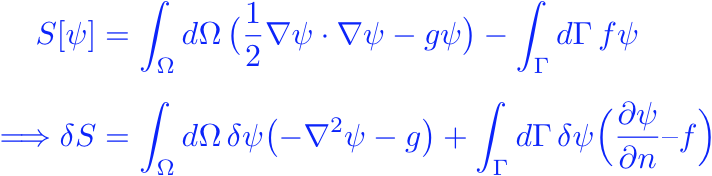 S[ψ] = ∫_Ω dΩ (1/2 ∇ψ · ∇ψ − gψ) − ∫_Γ dΓ fψ
⟹ δS = ∫_Ω dΩ δψ(−∇²ψ − g) + ∫_Γ dΓ δψ(∂ψ/∂n – f)